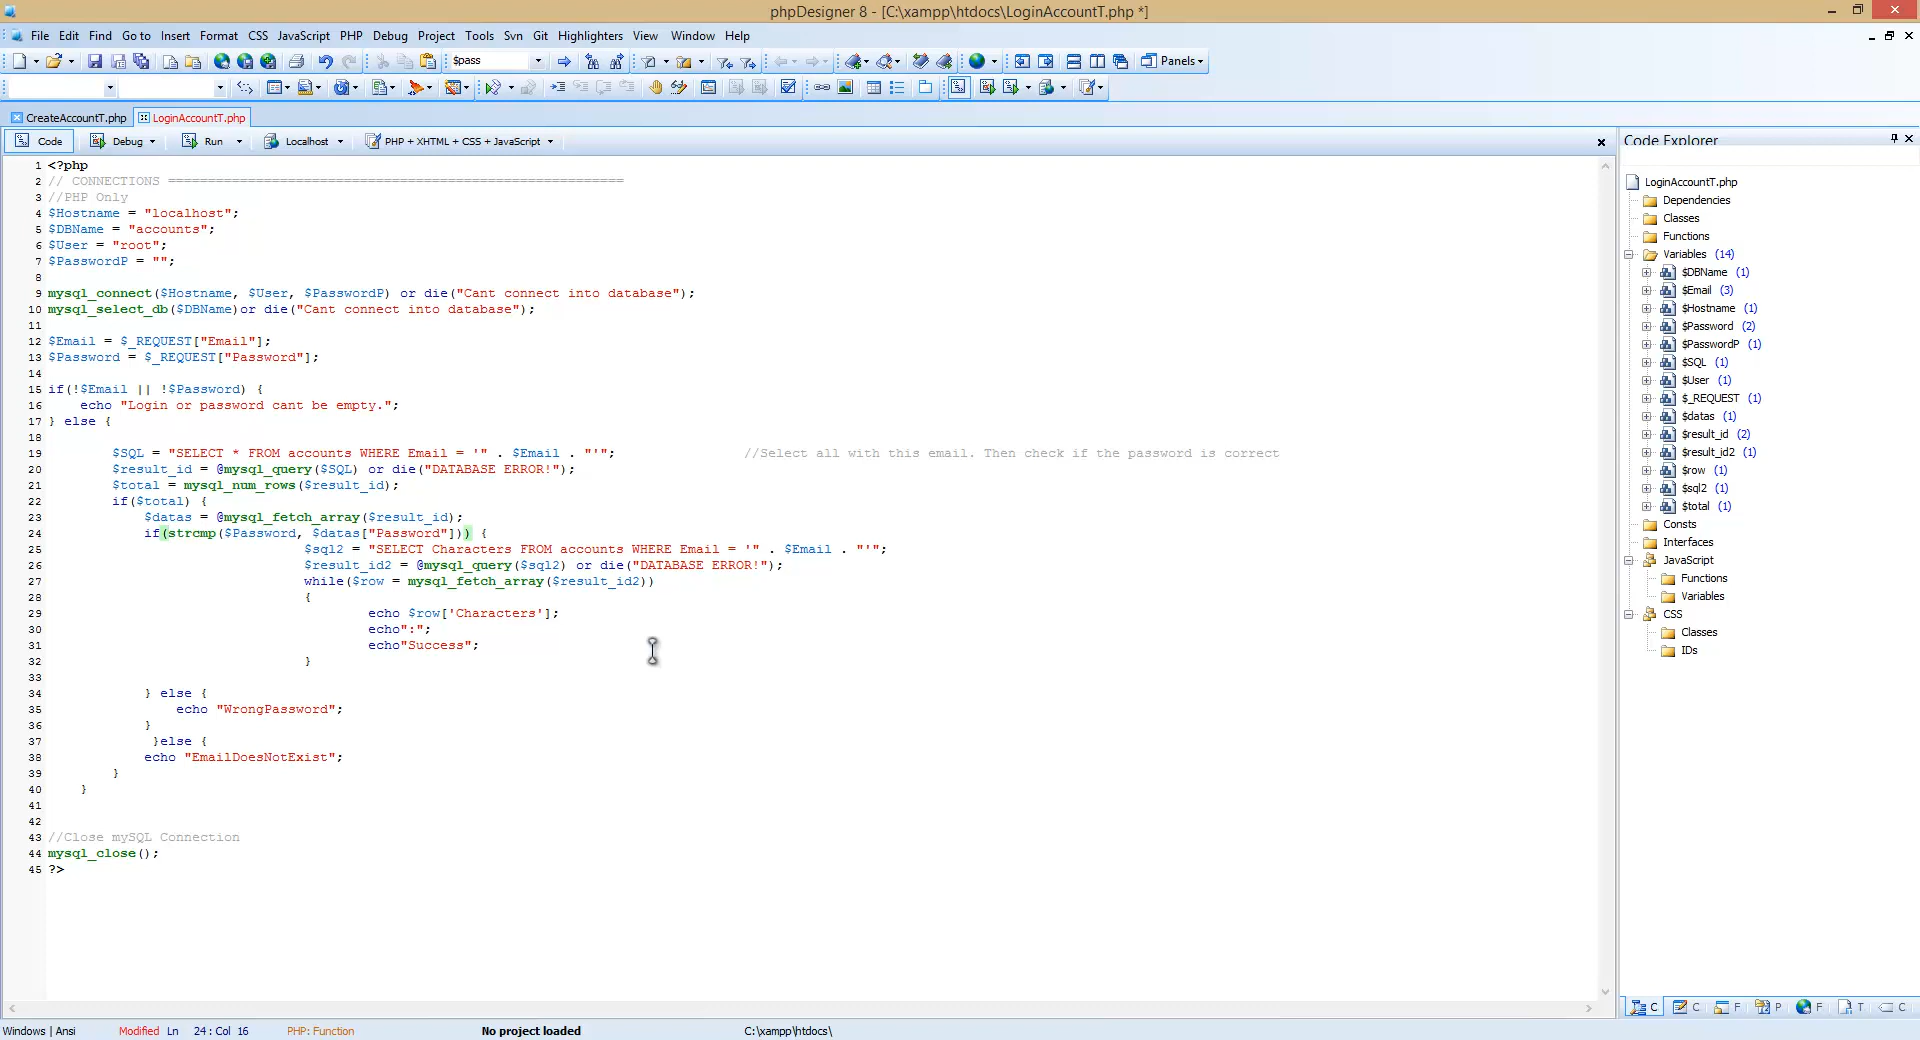 phpDesigner 8 - [C:\xampp\htdocs\LoginAccountT.php *]
File Edit Find Go to Insert Format CSS JavaScript PHP Debug Project Tools Svn Git Highlighters View Window Help
$pass
Panels
CreateAccountT.php LoginAccountT.php
Code Debug Run Localhost PHP + XHTML + CSS + JavaScript
1 <?php
2 // CONNECTIONS =========================================================
3 //PHP Only
4 $Hostname = "localhost";
5 $DBName = "accounts";
6 $User = "root";
7 $PasswordP = "";
8
9 mysql_connect($Hostname, $User, $PasswordP) or die("Cant connect into database");
10 mysql_select_db($DBName)or die("Cant connect into database");
11
12 $Email = $_REQUEST["Email"];
13 $Password = $_REQUEST["Password"];
14
15 if(!$Email || !$Password) {
16 echo "Login or password cant be empty.";
17 } else {
18
19 $SQL = "SELECT * FROM accounts WHERE Email = '" . $Email . "'"; //Select all with this email. Then check if the password is correct
20 $result_id = @mysql_query($SQL) or die("DATABASE ERROR!");
21 $total = mysql_num_rows($result_id);
22 if($total) {
23 $datas = @mysql_fetch_array($result_id);
24 if(strcmp($Password, $datas["Password"])) {
25 $sql2 = "SELECT Characters FROM accounts WHERE Email = '" . $Email . "'";
26 $result_id2 = @mysql_query($sql2) or die("DATABASE ERROR!");
27 while($row = mysql_fetch_array($result_id2))
28 {
29 echo $row['Characters'];
30 echo":";
31 echo"Success";
32 }
33
34 } else {
35 echo "WrongPassword";
36 }
37 }else {
38 echo "EmailDoesNotExist";
39 }
40 }
41
42
43 //Close mySQL Connection
44 mysql_close();
45 ?>
Code Explorer
LoginAccountT.php
Dependencies
Classes
Functions
Variables (14)
$DBName (1)
$Email (3)
$Hostname (1)
$Password (2)
$PasswordP (1)
$SQL (1)
$User (1)
$_REQUEST (1)
$datas (1)
$result_id (2)
$result_id2 (1)
$row (1)
$sql2 (1)
$total (1)
Consts
Interfaces
JavaScript
Functions
Variables
CSS
Classes
IDs
C C F P F T C
Windows | Ansi Modified Ln 24 : Col 16 PHP: Function No project loaded C:\xampp\htdocs\